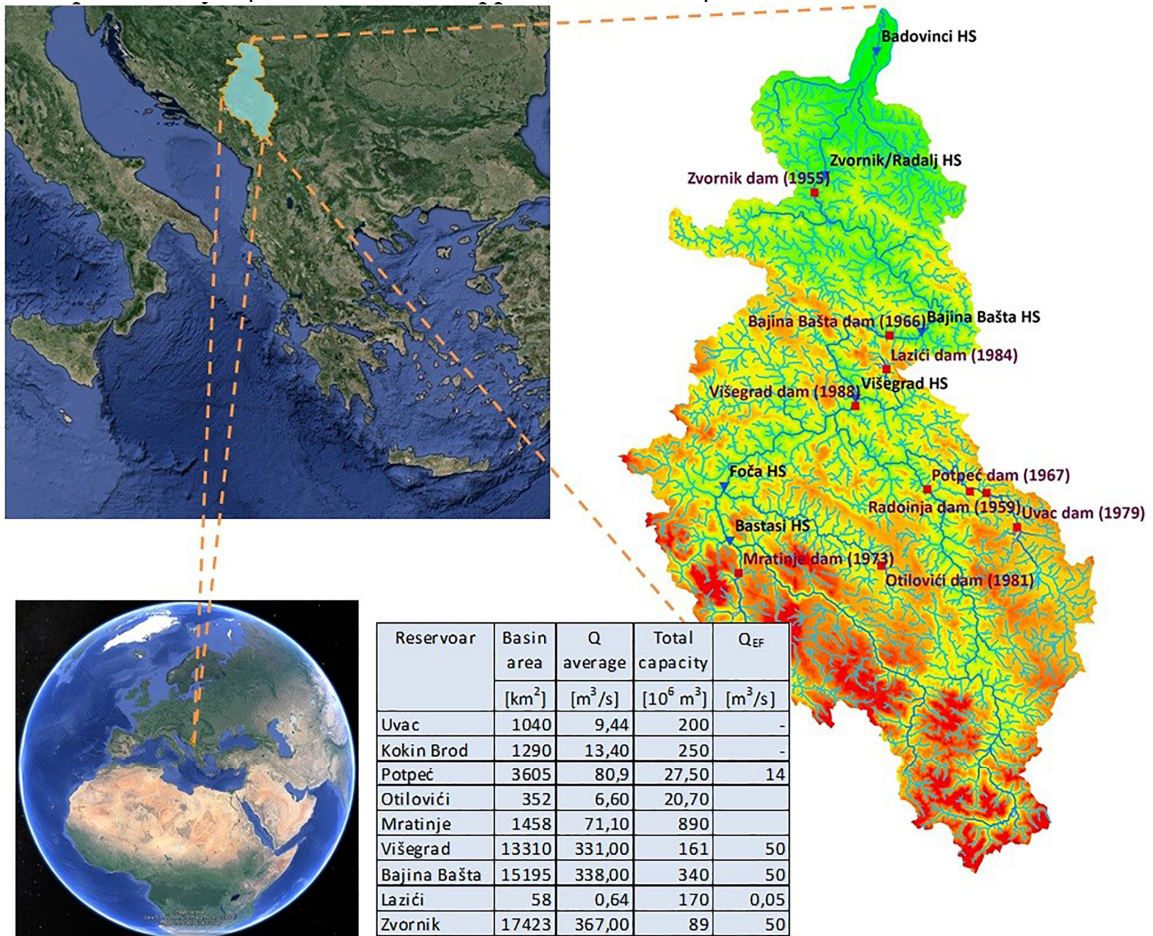 Badovinci HS
Zvornik/Radalj HS
Zvornik dam (1955)
Bajina Bašta dam (1966)
Bajina Bašta HS
Lazići dam (1984)
Višegrad HS
Višegrad dam (1988)
Foča HS
Potpeć dam (1967)
Radoinja dam (1959)
Uvac dam (1979)
Bastasi HS
Mratinje dam (1973)
Otilovići dam (1981)
Reservoar Basin area Q average Total capacity QEF
[km²] [m³/s] [10⁶ m³] [m³/s]
Uvac 1040 9,44 200 -
Kokin Brod 1290 13,40 250 -
Potpeć 3605 80,9 27,50 14
Otilovići 352 6,60 20,70
Mratinje 1458 71,10 890
Višegrad 13310 331,00 161 50
Bajina Bašta 15195 338,00 340 50
Lazići 58 0,64 170 0,05
Zvornik 17423 367,00 89 50